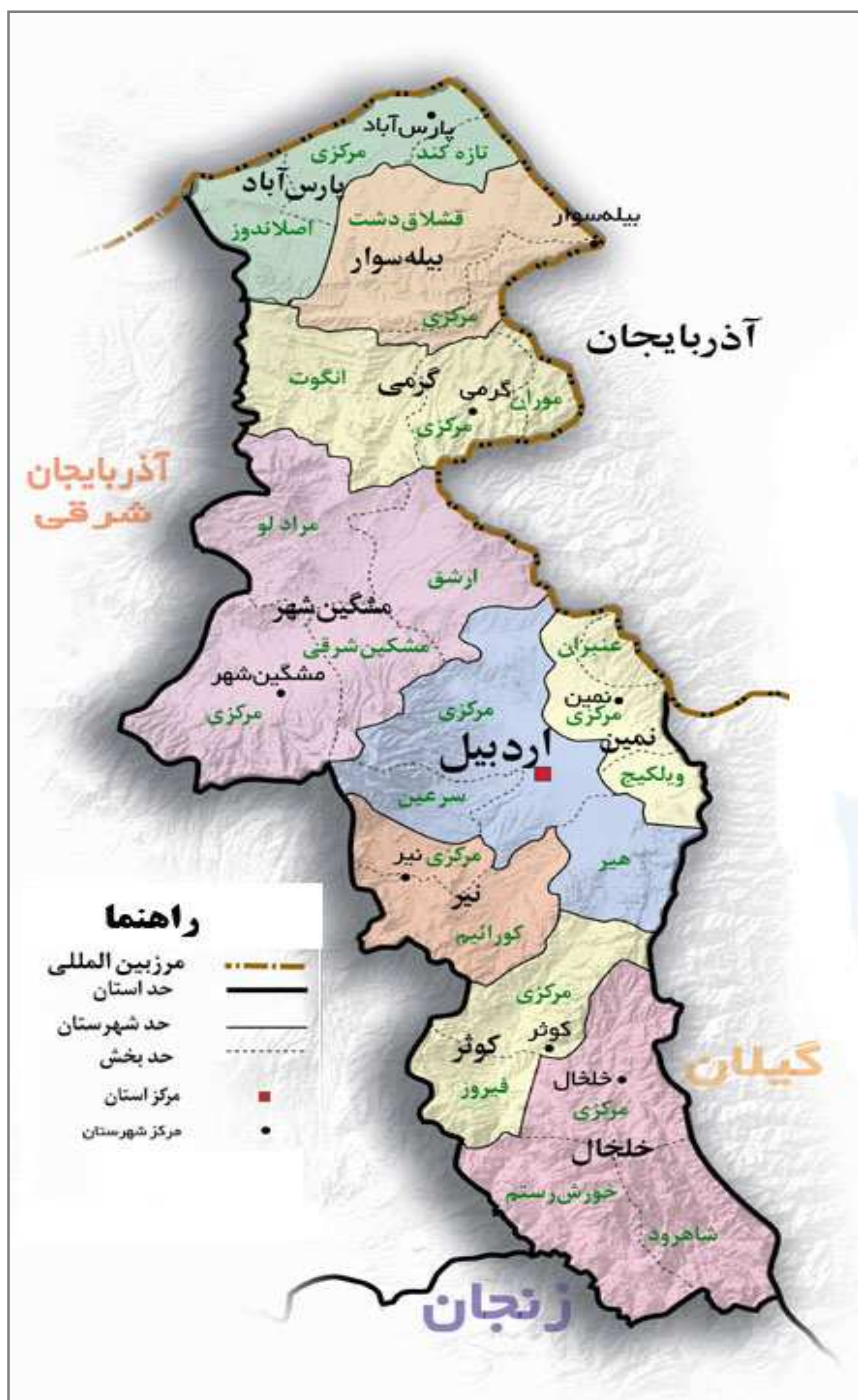 پارس‌آباد
تازه کند
مرکزی
پارس‌آباد
اصلاندوز
بیله‌سوار
قشلاق‌دشت
بیله‌سوار
مرکزی
آذربایجان
گرمی
انگوت
گرمی
موران
مرکزی
آذربایجان
شرقی
مراد لو
ارشق
مشگین‌شهر
مشکین‌شرقی
مشگین‌شهر
مرکزی
عنبران
نمین
مرکزی
نمین
ویلکیج
مرکزی
اردبیل
سرعین
هیر
نیر
مرکزی
نیر
کورائیم
مرکزی
کوثر
کوثر
فیروز
گیلان
خلخال
مرکزی
خلخال
خورش‌رستم
شاهرود
زنجان
راهنما
مرزبین المللی
حد استان
حد شهرستان
حد بخش
مرکز استان
مرکز شهرستان